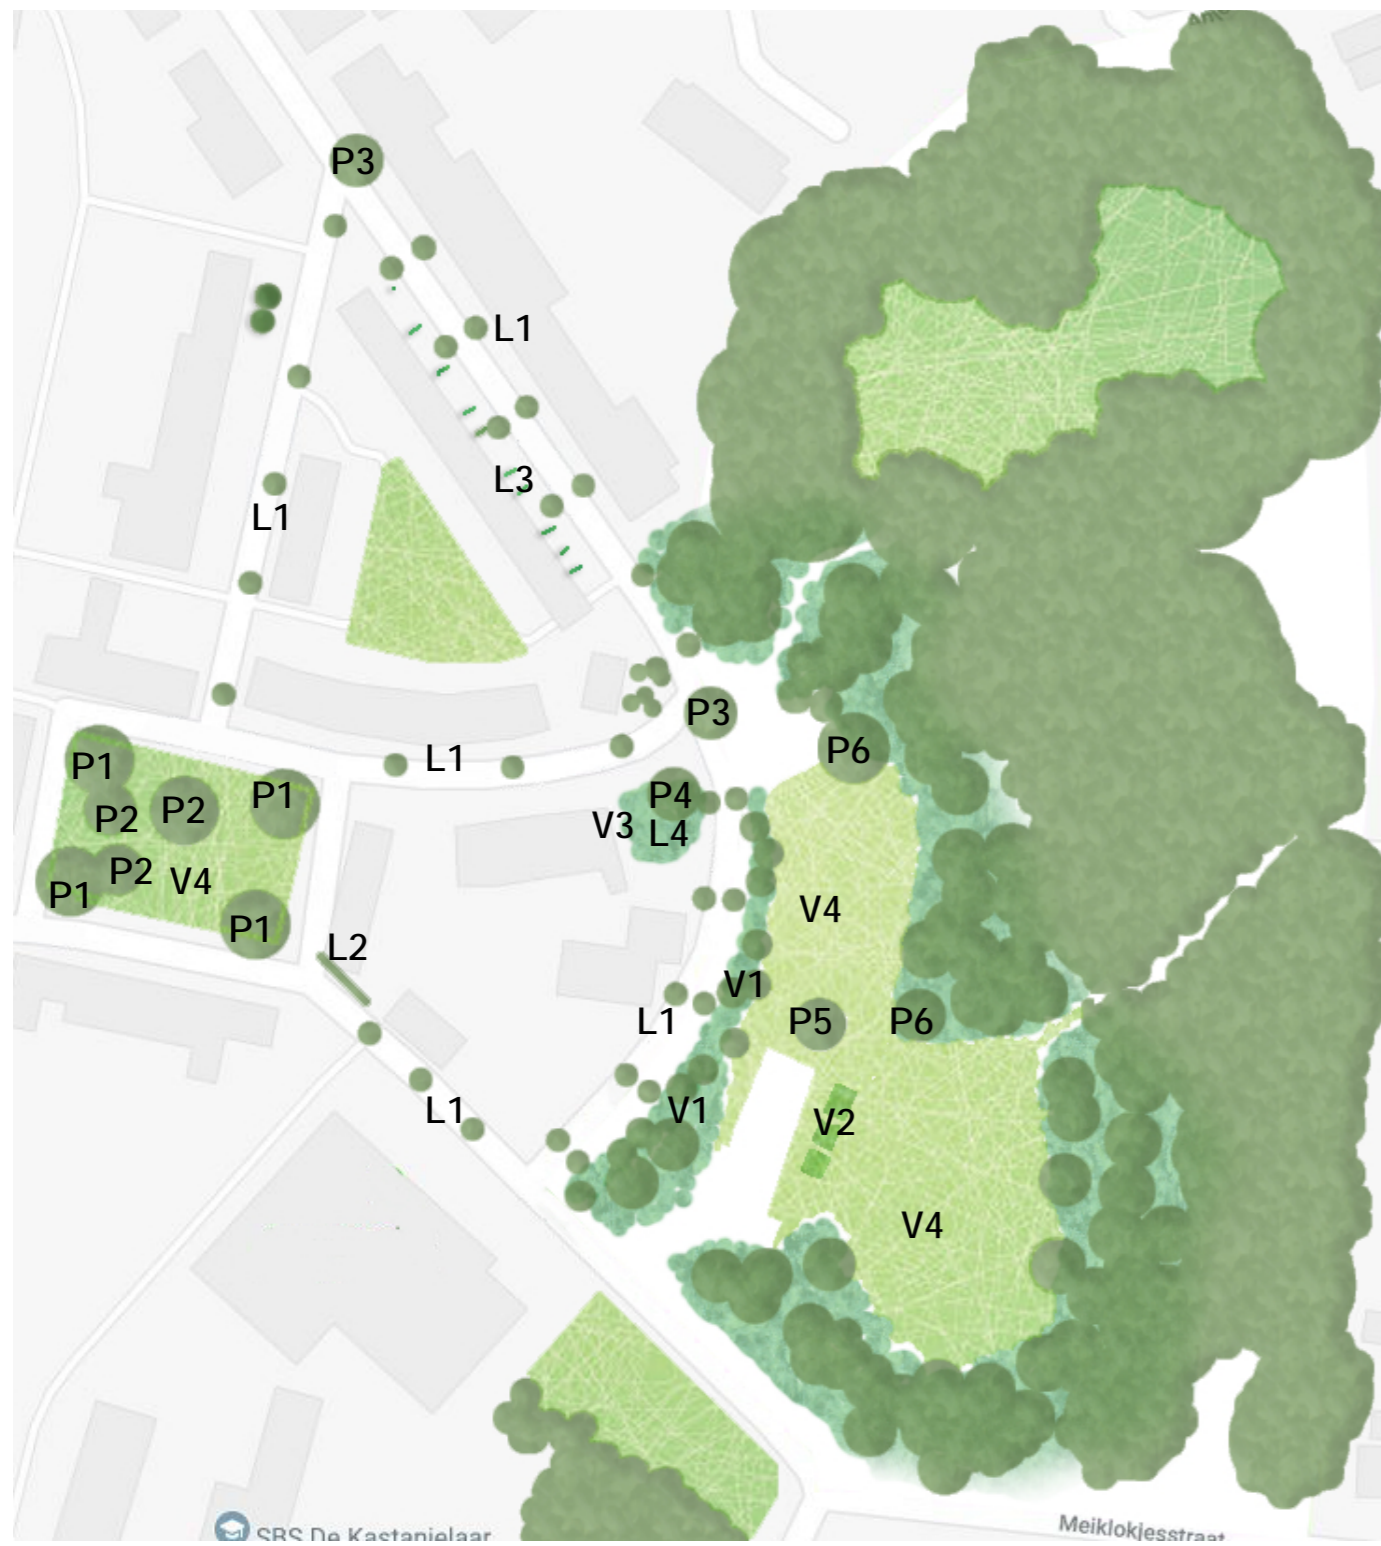 P3
L1
L3
L1
P3
L1
P6
P1
P1
P4
P2
P2
V3
L4
P2
V4
P1
V4
P1
L2
V1
L1
P5
P6
L1
V1
V2
V4
SBS De Kastanjelaar
Meiklokjesstraat